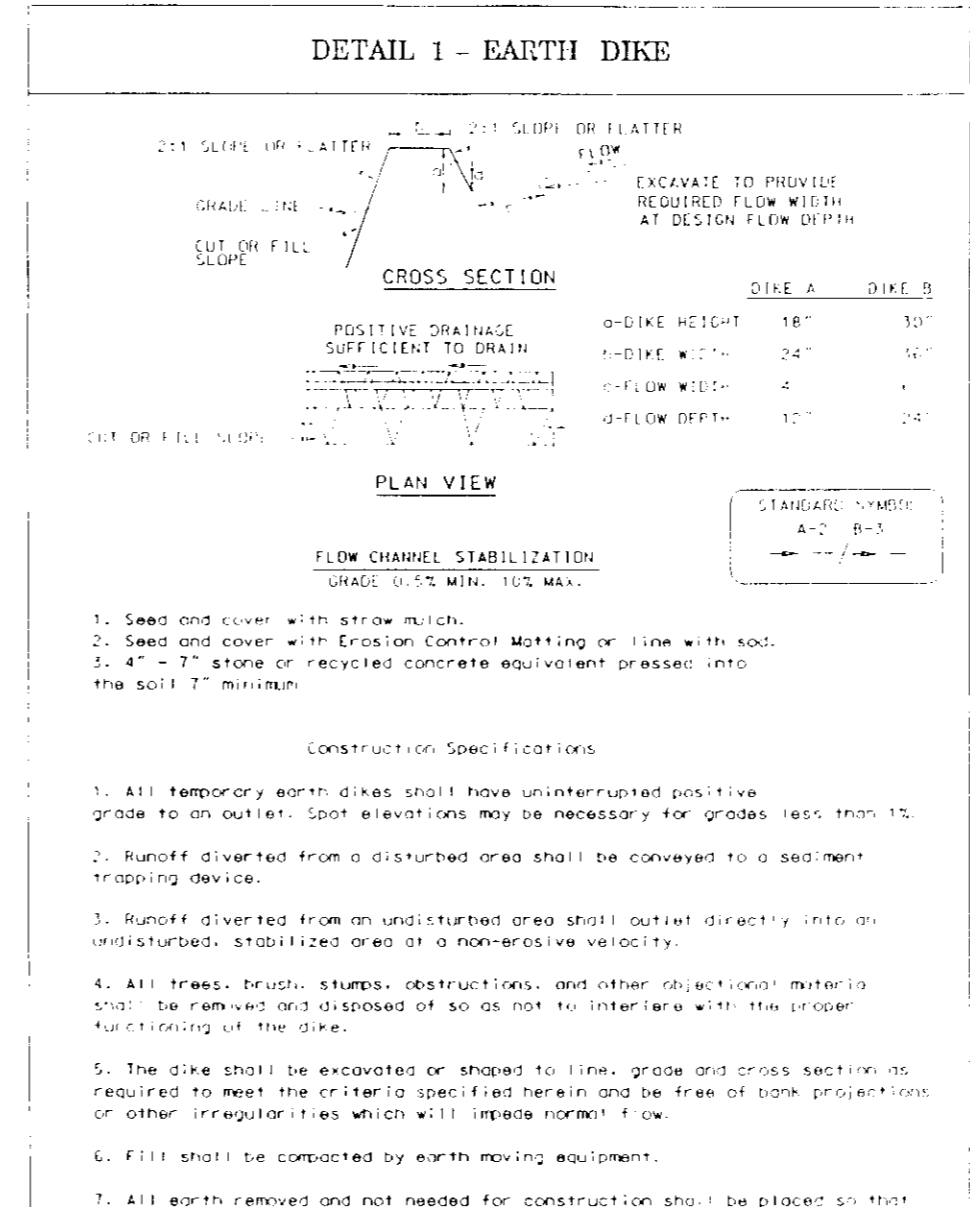 DETAIL 1 - EARTH DIKE
2:1 SLOPE OR FLATTER
b
2:1 SLOPE OR FLATTER
FLOW
a
d
c
EXCAVATE TO PROVIDE
REQUIRED FLOW WIDTH
AT DESIGN FLOW DEPTH
GRADE LINE
CUT OR FILL
SLOPE
CROSS SECTION
DIKE A DIKE B
a-DIKE HEIGHT 18" 30"
b-DIKE WIDTH 24" 36"
c-FLOW WIDTH 4
d-FLOW DEPTH 12" 24"
POSITIVE DRAINAGE
SUFFICIENT TO DRAIN
CUT OR FILL SLOPE
PLAN VIEW
STANDARD SYMBOL
A-2 B-3
FLOW CHANNEL STABILIZATION
GRADE 0.5% MIN. 10% MAX.
1. Seed and cover with straw mulch.
2. Seed and cover with Erosion Control Matting or line with sod.
3. 4" - 7" stone or recycled concrete equivalent pressed into
the soil 7" minimum
Construction Specifications
1. All temporary earth dikes shall have uninterrupted positive
grade to an outlet. Spot elevations may be necessary for grades less than 1%.
2. Runoff diverted from a disturbed area shall be conveyed to a sediment
trapping device.
3. Runoff diverted from an undisturbed area shall outlet directly into an
undisturbed, stabilized area at a non-erosive velocity.
4. All trees, brush, stumps, obstructions, and other objectional materia
shall be removed and disposed of so as not to interfere with the proper
functioning of the dike.
5. The dike shall be excavated or shaped to line, grade and cross section as
required to meet the criteria specified herein and be free of bank projections
or other irregularities which will impede normal flow.
6. Fill shall be compacted by earth moving equipment.
7. All earth removed and not needed for construction shall be placed so that